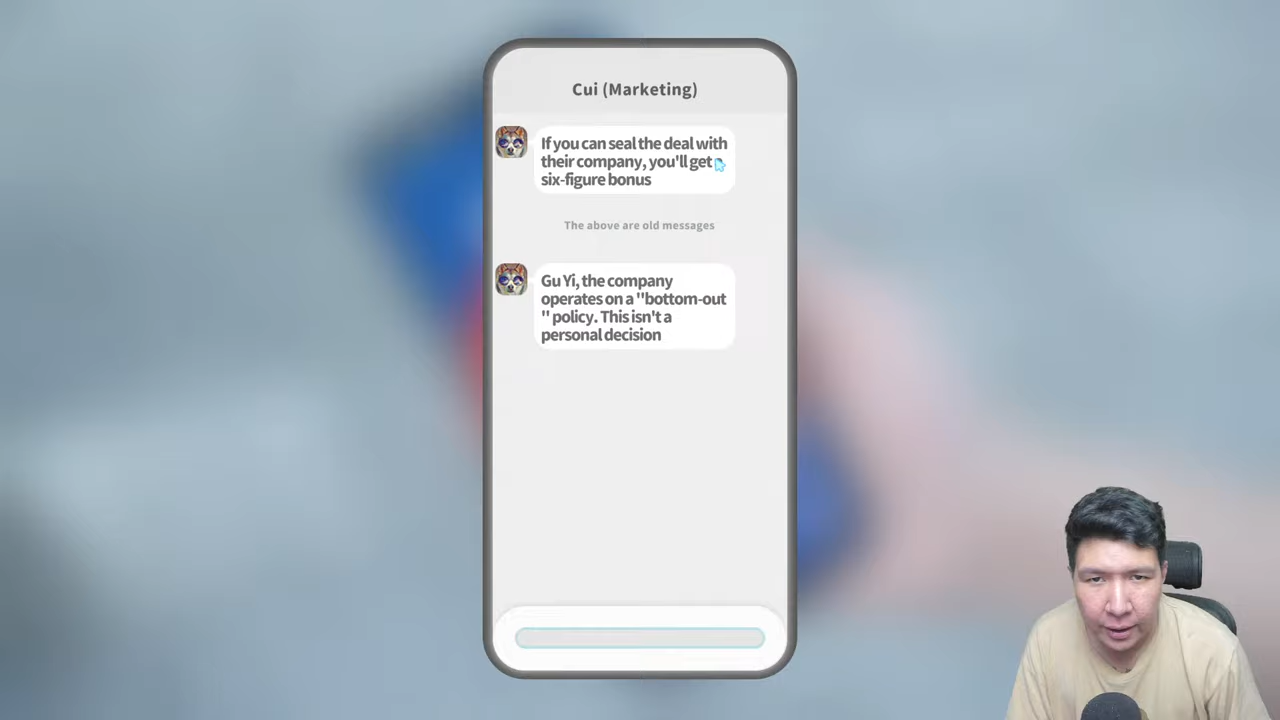 Cui (Marketing)
If you can seal the deal with
their company, you'll get
six-figure bonus
The above are old messages
Gu Yi, the company
operates on a "bottom-out
" policy. This isn't a
personal decision